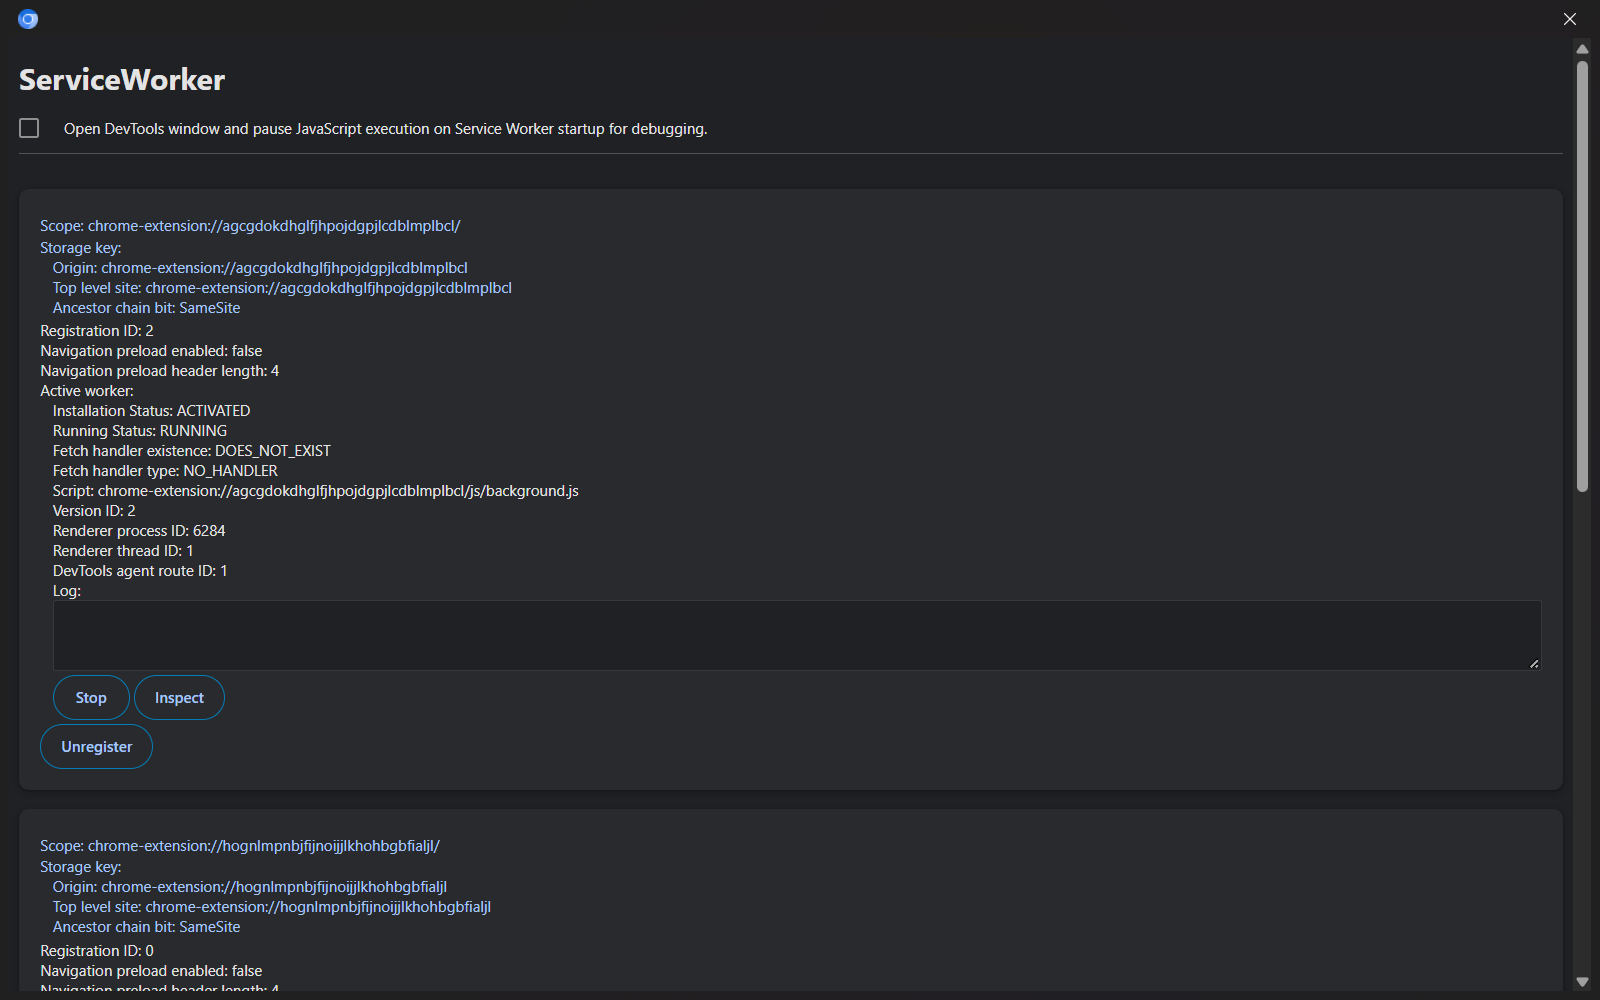 ServiceWorker
Open DevTools window and pause JavaScript execution on Service Worker startup for debugging.
Scope: chrome-extension://agcgdokdhglfjhpojdgpjlcdblmplbcl/
Storage key:
Origin: chrome-extension://agcgdokdhglfjhpojdgpjlcdblmplbcl
Top level site: chrome-extension://agcgdokdhglfjhpojdgpjlcdblmplbcl
Ancestor chain bit: SameSite
Registration ID: 2
Navigation preload enabled: false
Navigation preload header length: 4
Active worker:
Installation Status: ACTIVATED
Running Status: RUNNING
Fetch handler existence: DOES_NOT_EXIST
Fetch handler type: NO_HANDLER
Script: chrome-extension://agcgdokdhglfjhpojdgpjlcdblmplbcl/js/background.js
Version ID: 2
Renderer process ID: 6284
Renderer thread ID: 1
DevTools agent route ID: 1
Log:
Stop Inspect
Unregister
Scope: chrome-extension://hognlmpnbjfijnoijjlkhohbgbfialjl/
Storage key:
Origin: chrome-extension://hognlmpnbjfijnoijjlkhohbgbfialjl
Top level site: chrome-extension://hognlmpnbjfijnoijjlkhohbgbfialjl
Ancestor chain bit: SameSite
Registration ID: 0
Navigation preload enabled: false
Navigation preload header length: 4